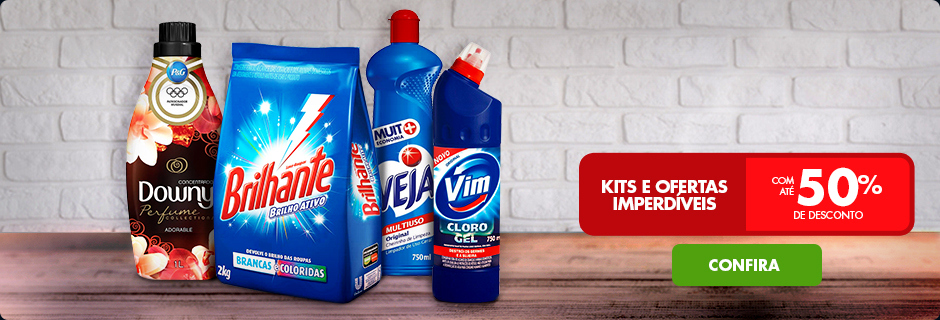 P&G
CONCENTRADO
Downy
Perfume
COLLECTION
ADORABLE
1L
Brilhante
BRILHO ATIVO
DEVOLVE O BRILHO DAS ROUPAS
BRANCAS e COLORIDAS
2kg
MUIT+
ECONOMIA
VEJA
MULTIUSO
Original
750ml
NOVO
Vim
CLORO
GEL
750 ml
KITS E OFERTAS
IMPERDÍVEIS
COM
ATÉ
50%
DE DESCONTO
CONFIRA